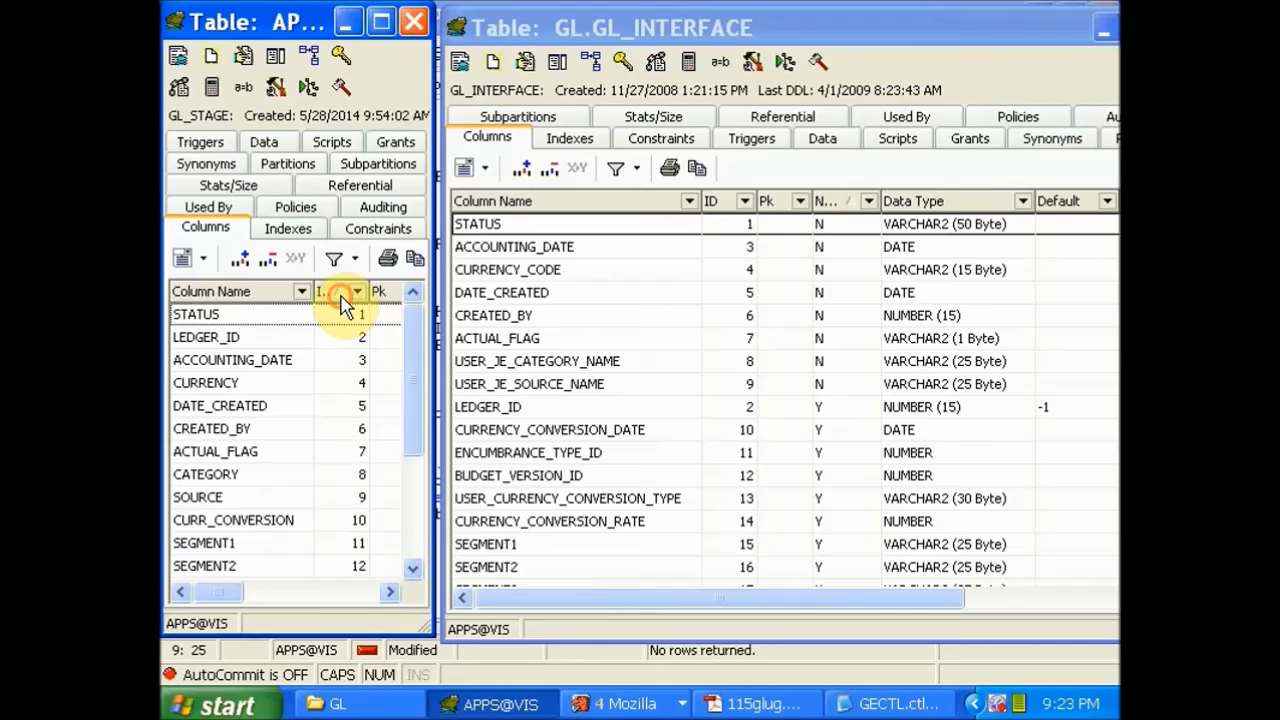 Table: AP...
GL_STAGE: Created: 5/28/2014 9:54:02 AM
Triggers Data Scripts Grants
Synonyms Partitions Subpartitions
Stats/Size Referential
Used By Policies Auditing
Columns Indexes Constraints
Column Name I... Pk
STATUS 1
LEDGER_ID 2
ACCOUNTING_DATE 3
CURRENCY 4
DATE_CREATED 5
CREATED_BY 6
ACTUAL_FLAG 7
CATEGORY 8
SOURCE 9
CURR_CONVERSION 10
SEGMENT1 11
SEGMENT2 12
APPS@VIS
Table: GL.GL_INTERFACE
GL_INTERFACE: Created: 11/27/2008 1:21:15 PM Last DDL: 4/1/2009 8:23:43 AM
Subpartitions Stats/Size Referential Used By Policies
Columns Indexes Constraints Triggers Data Scripts Grants Synonyms
Column Name ID Pk N... Data Type Default
STATUS 1 N VARCHAR2 (50 Byte)
ACCOUNTING_DATE 3 N DATE
CURRENCY_CODE 4 N VARCHAR2 (15 Byte)
DATE_CREATED 5 N DATE
CREATED_BY 6 N NUMBER (15)
ACTUAL_FLAG 7 N VARCHAR2 (1 Byte)
USER_JE_CATEGORY_NAME 8 N VARCHAR2 (25 Byte)
USER_JE_SOURCE_NAME 9 N VARCHAR2 (25 Byte)
LEDGER_ID 2 Y NUMBER (15) -1
CURRENCY_CONVERSION_DATE 10 Y DATE
ENCUMBRANCE_TYPE_ID 11 Y NUMBER
BUDGET_VERSION_ID 12 Y NUMBER
USER_CURRENCY_CONVERSION_TYPE 13 Y VARCHAR2 (30 Byte)
CURRENCY_CONVERSION_RATE 14 Y NUMBER
SEGMENT1 15 Y VARCHAR2 (25 Byte)
SEGMENT2 16 Y VARCHAR2 (25 Byte)
APPS@VIS
9: 25 APPS@VIS Modified No rows returned.
AutoCommit is OFF CAPS NUM INS
start GL APPS@VIS 4 Mozilla 115glug.... GECTL.ctl... 9:23 PM